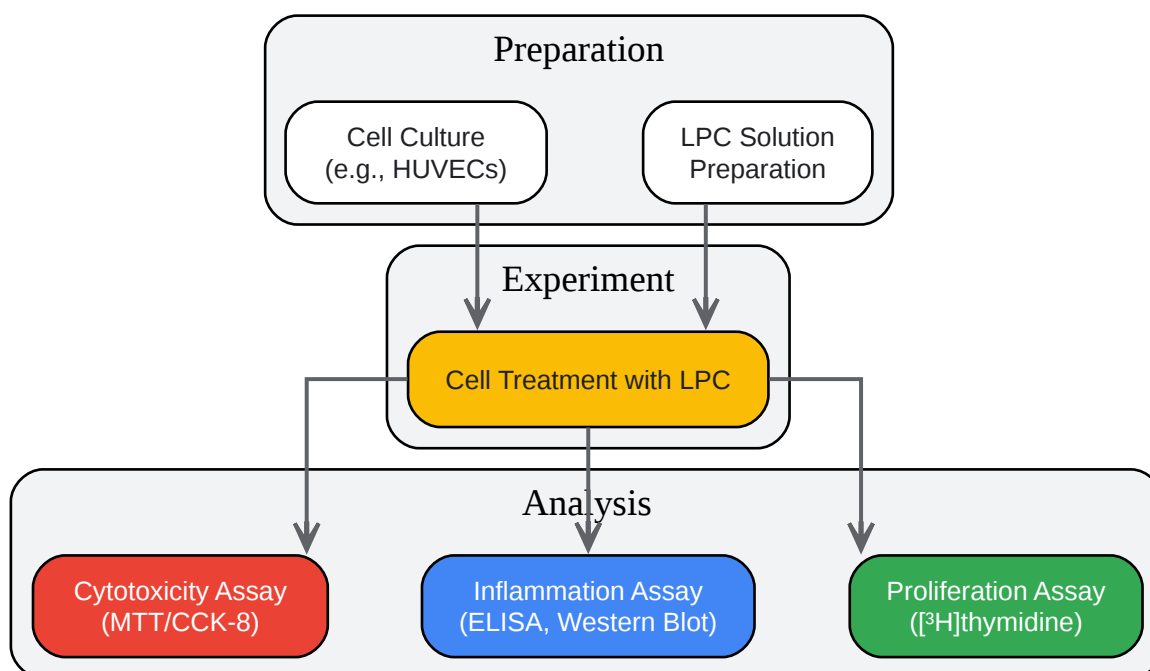 Preparation
Cell Culture
(e.g., HUVECs)
LPC Solution
Preparation
Experiment
Cell Treatment with LPC
Analysis
Cytotoxicity Assay
(MTT/CCK-8)
Inflammation Assay
(ELISA, Western Blot)
Proliferation Assay
([³H]thymidine)